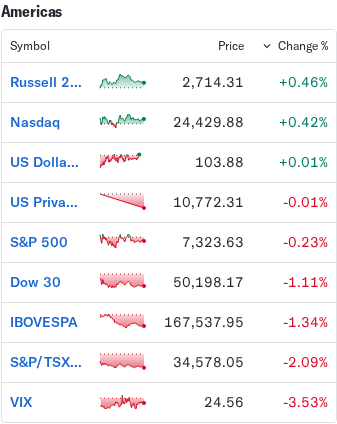 Americas
Symbol Price Change %
Russell 2... 2,714.31 +0.46%
Nasdaq 24,429.88 +0.42%
US Dolla... 103.88 +0.01%
US Priva... 10,772.31 -0.01%
S&P 500 7,323.63 -0.23%
Dow 30 50,198.17 -1.11%
IBOVESPA 167,537.95 -1.34%
S&P/TSX... 34,578.05 -2.09%
VIX 24.56 -3.53%